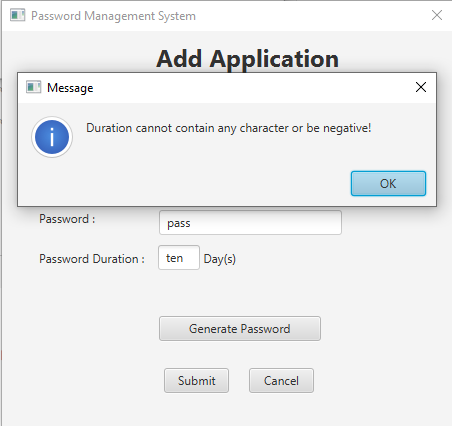 Password Management System
Add Application
Message
Duration cannot contain any character or be negative!
OK
Password :
pass
Password Duration :
ten
Day(s)
Generate Password
Submit
Cancel